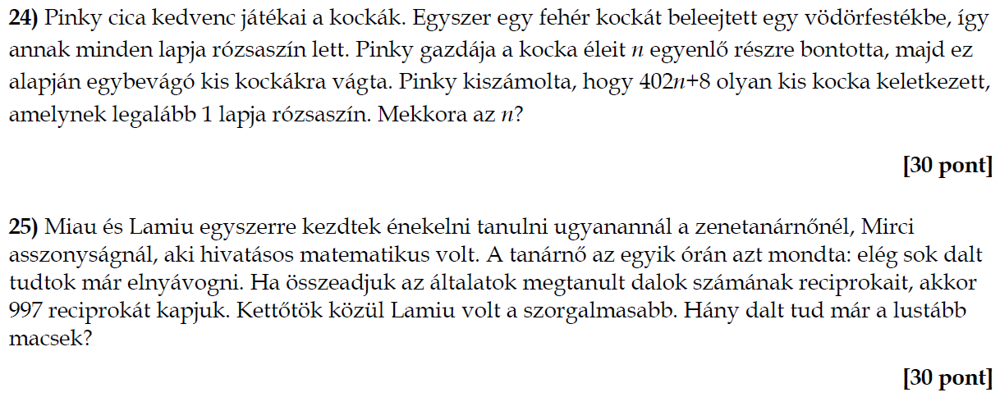 24) Pinky cica kedvenc játékai a kockák. Egyszer egy fehér kockát beleejtett egy vödörfestékbe, így
annak minden lapja rózsaszín lett. Pinky gazdája a kocka éleit n egyenlő részre bontotta, majd ez
alapján egybevágó kis kockákra vágta. Pinky kiszámolta, hogy 402n+8 olyan kis kocka keletkezett,
amelynek legalább 1 lapja rózsaszín. Mekkora az n?
[30 pont]
25) Miau és Lamiu egyszerre kezdtek énekelni tanulni ugyanannál a zenetanárnőnél, Mirci
asszonyságnál, aki hivatásos matematikus volt. A tanárnő az egyik órán azt mondta: elég sok dalt
tudtok már elnyávogni. Ha összeadjuk az általatok megtanult dalok számának reciprokait, akkor
997 reciprokát kapjuk. Kettőtök közül Lamiu volt a szorgalmasabb. Hány dalt tud már a lustább
macsek?
[30 pont]